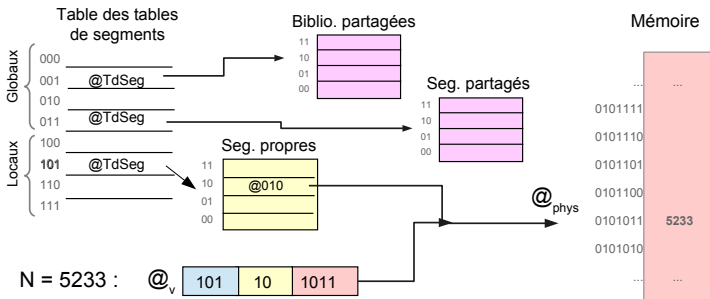 Table des tables
de segments
Biblio. partagées
Mémoire
Globaux
000
001 @TdSeg
010
011 @TdSeg
11
10
01
00
Seg. partagés
11
10
01
00
Locaux
100
101 @TdSeg
110
111
Seg. propres
11
10 @010
01
00
@phys
... ...
0101111
0101110
0101101
0101100
0101011 5233
0101010
... ...
N = 5233 : @v 101 10 1011